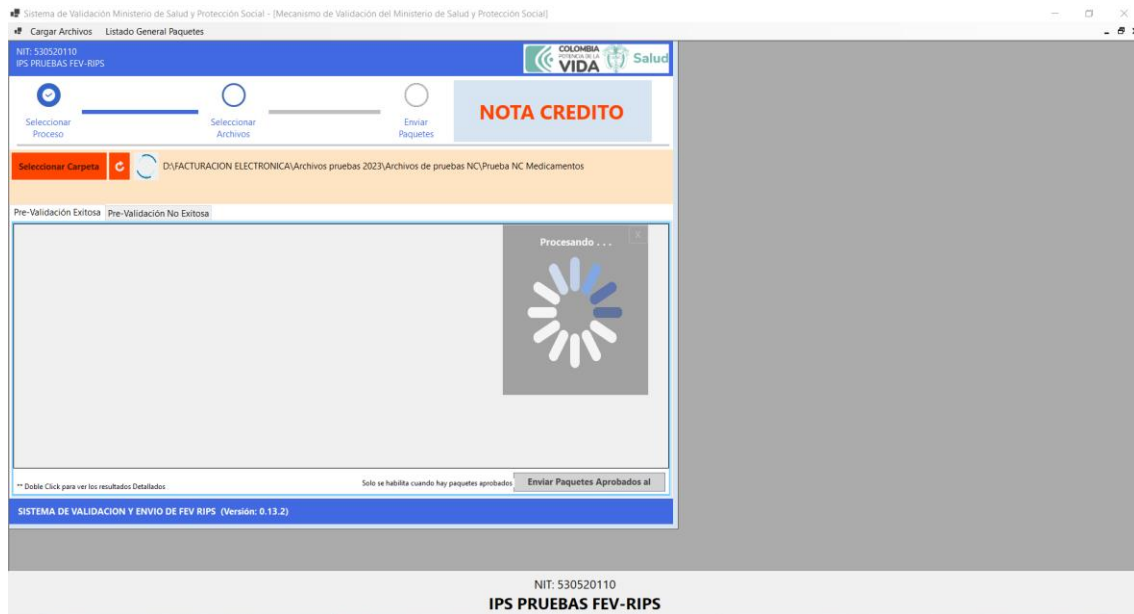 Sistema de Validación Ministerio de Salud y Protección Social - [Mecanismo de Validación del Ministerio de Salud y Protección Social]
Cargar Archivos Listado General Paquetes
NIT: 530520110
IPS PRUEBAS FEV-RIPS
COLOMBIA
POTENCIA DE LA
VIDA
Salud
Seleccionar
Proceso
Seleccionar
Archivos
Enviar
Paquetes
NOTA CREDITO
Seleccionar Carpeta
D:\FACTURACION ELECTRONICA\Archivos pruebas 2023\Archivos de pruebas NC\Prueba NC Medicamentos
Pre-Validación Exitosa Pre-Validación No Exitosa
Procesando . . .
X
** Doble Click para ver los resultados Detallados
Solo se habilita cuando hay paquetes aprobados
Enviar Paquetes Aprobados al
SISTEMA DE VALIDACION Y ENVIO DE FEV RIPS (Versión: 0.13.2)
NIT: 530520110
IPS PRUEBAS FEV-RIPS